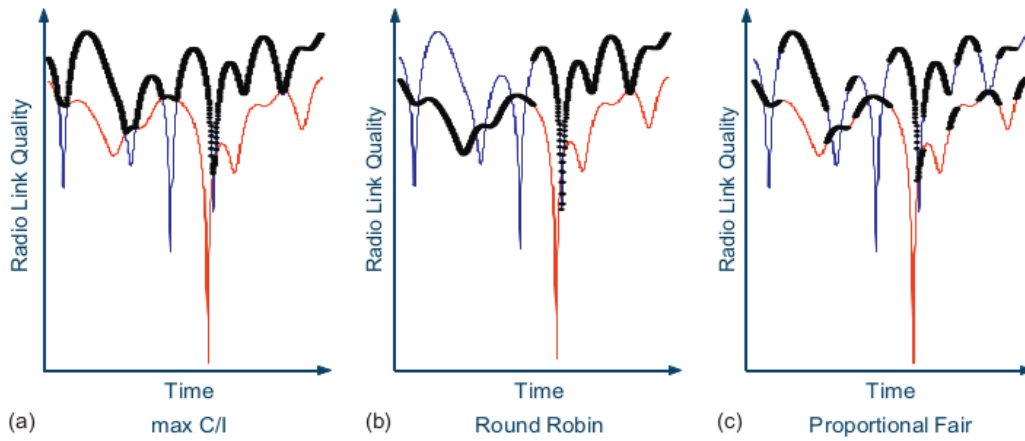 Radio Link Quality
Time
(a)
max C/I
Radio Link Quality
Time
(b)
Round Robin
Radio Link Quality
Time
(c)
Proportional Fair